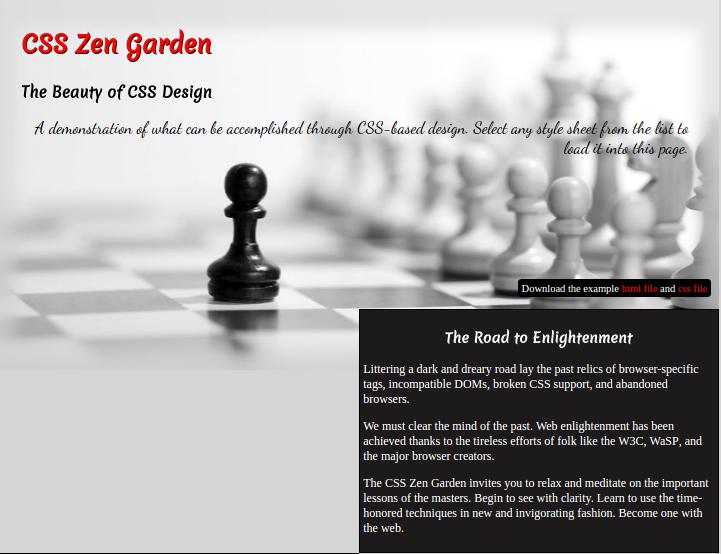 CSS Zen Garden
The Beauty of CSS Design
A demonstration of what can be accomplished through CSS-based design. Select any style sheet from the list to
load it into this page.
Download the example html file and css file
The Road to Enlightenment
Littering a dark and dreary road lay the past relics of browser-specific
tags, incompatible DOMs, broken CSS support, and abandoned
browsers.
We must clear the mind of the past. Web enlightenment has been
achieved thanks to the tireless efforts of folk like the W3C, WaSP, and
the major browser creators.
The CSS Zen Garden invites you to relax and meditate on the important
lessons of the masters. Begin to see with clarity. Learn to use the time-
honored techniques in new and invigorating fashion. Become one with
the web.